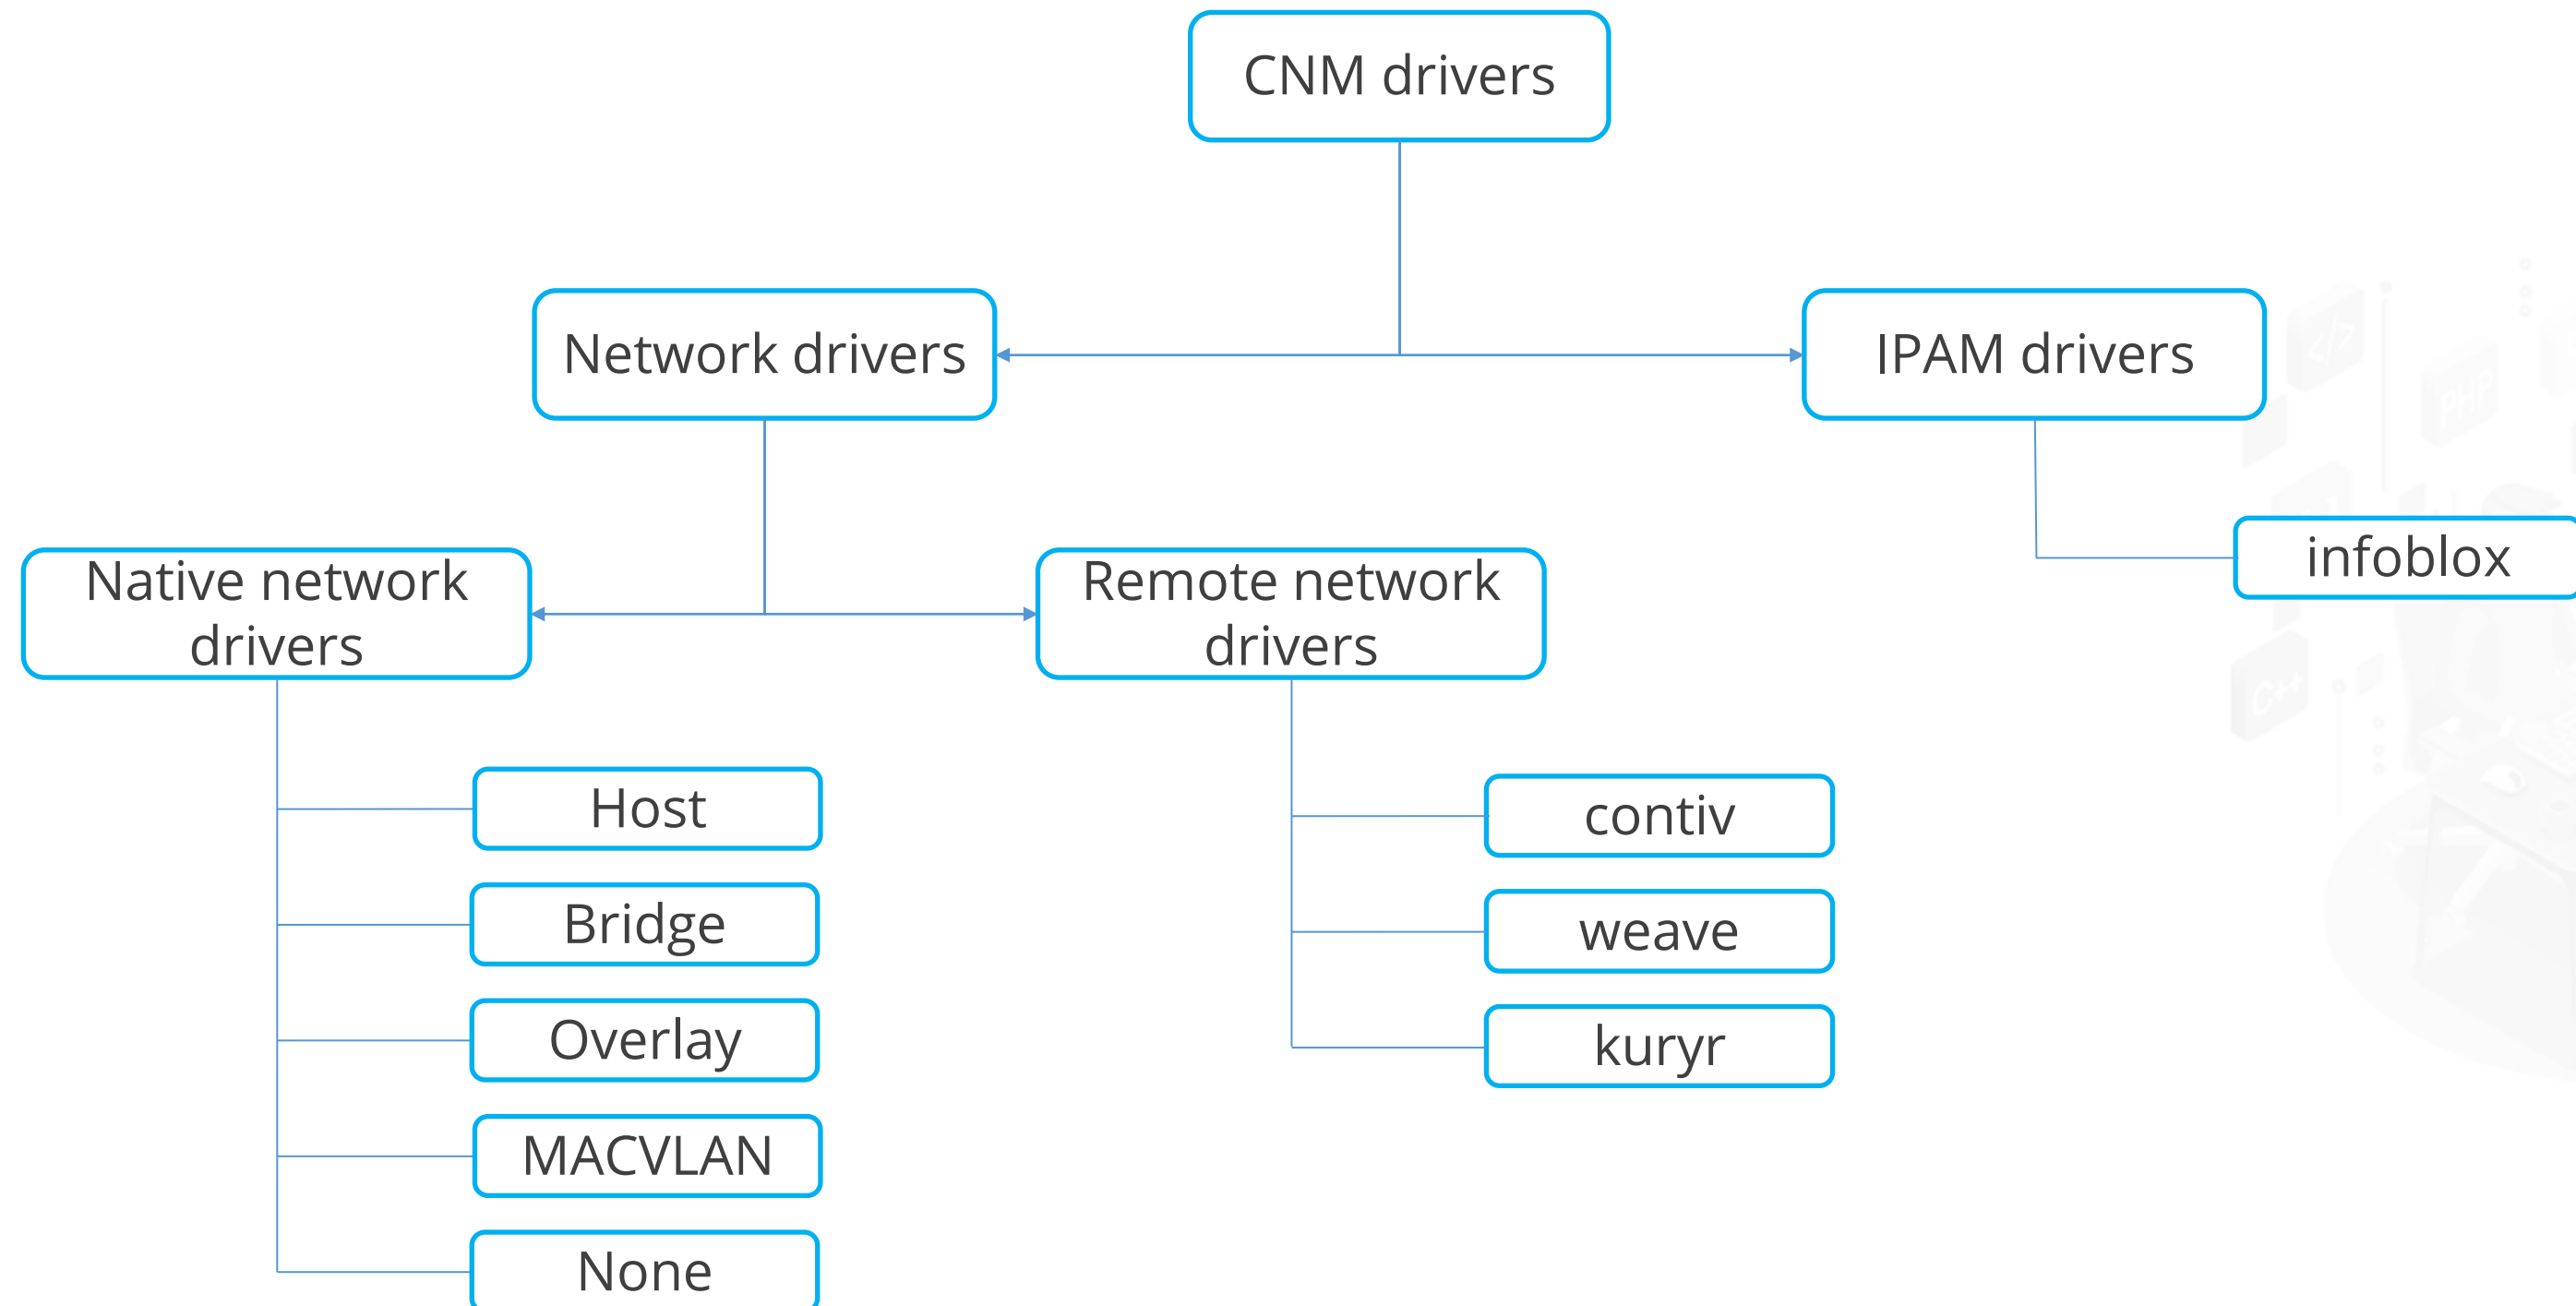 CNM drivers
Network drivers
IPAM drivers
Native network
drivers
Remote network
drivers
infoblox
Host
Bridge
Overlay
MACVLAN
None
contiv
weave
kuryr
</>
PHP
C++